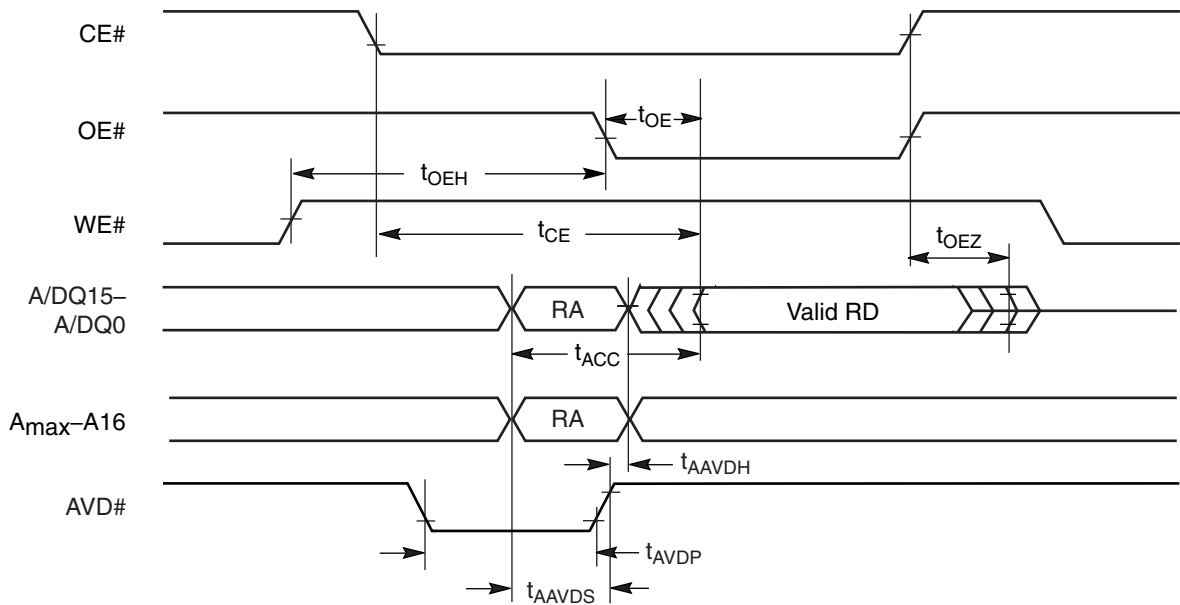 CE#
OE#
tOE
tOEH
WE#
tCE
tOEZ
A/DQ15–
A/DQ0
RA
Valid RD
tACC
Amax–A16
RA
tAAVDH
AVD#
tAVDP
tAAVDS